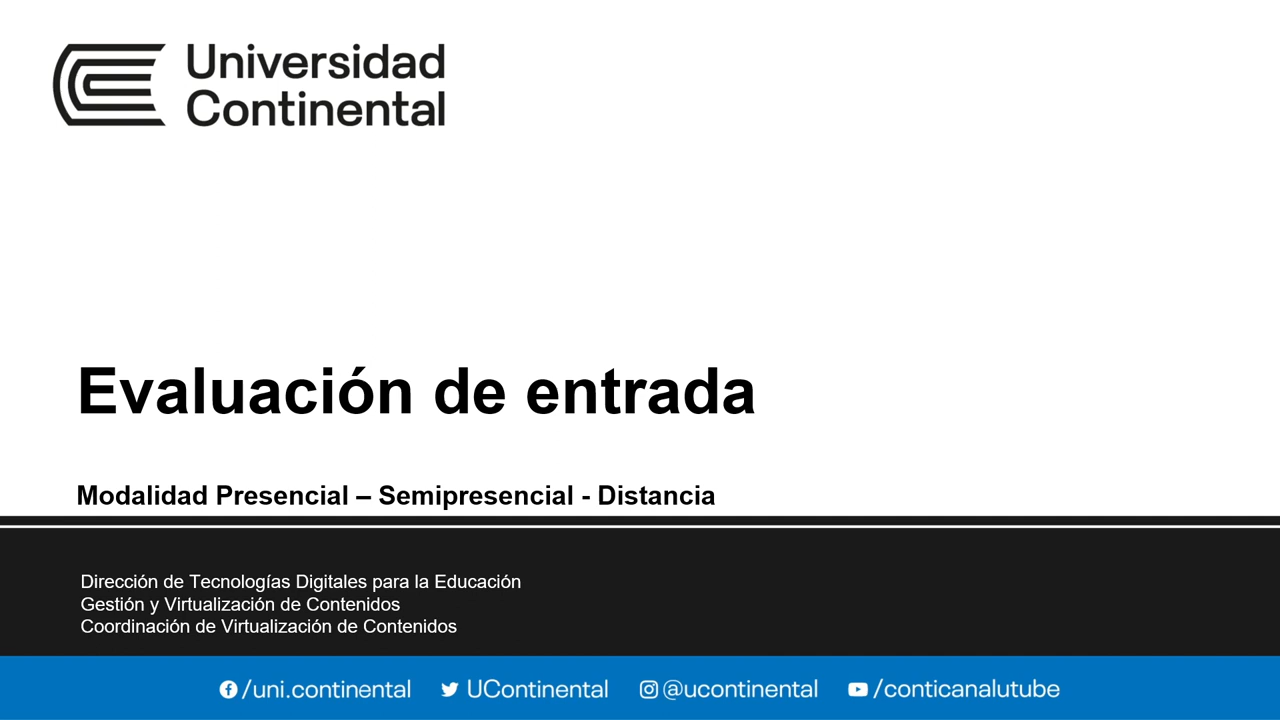 Universidad
Continental
Evaluación de entrada
Modalidad Presencial – Semipresencial - Distancia
Dirección de Tecnologías Digitales para la Educación
Gestión y Virtualización de Contenidos
Coordinación de Virtualización de Contenidos
/uni.continental UContinental @ucontinental /conticanalutube